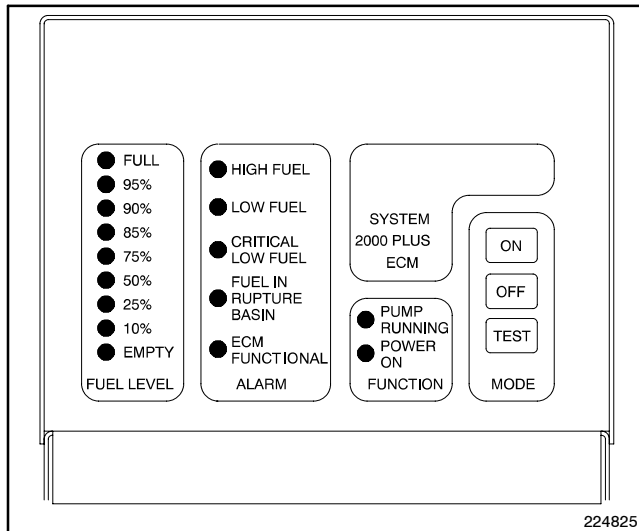 FULL
95%
90%
85%
75%
50%
25%
10%
EMPTY
FUEL LEVEL
HIGH FUEL
LOW FUEL
CRITICAL
LOW FUEL
FUEL IN
RUPTURE
BASIN
ECM
FUNCTIONAL
ALARM
SYSTEM
2000 PLUS
ECM
PUMP
RUNNING
POWER
ON
FUNCTION
ON
OFF
TEST
MODE
224825